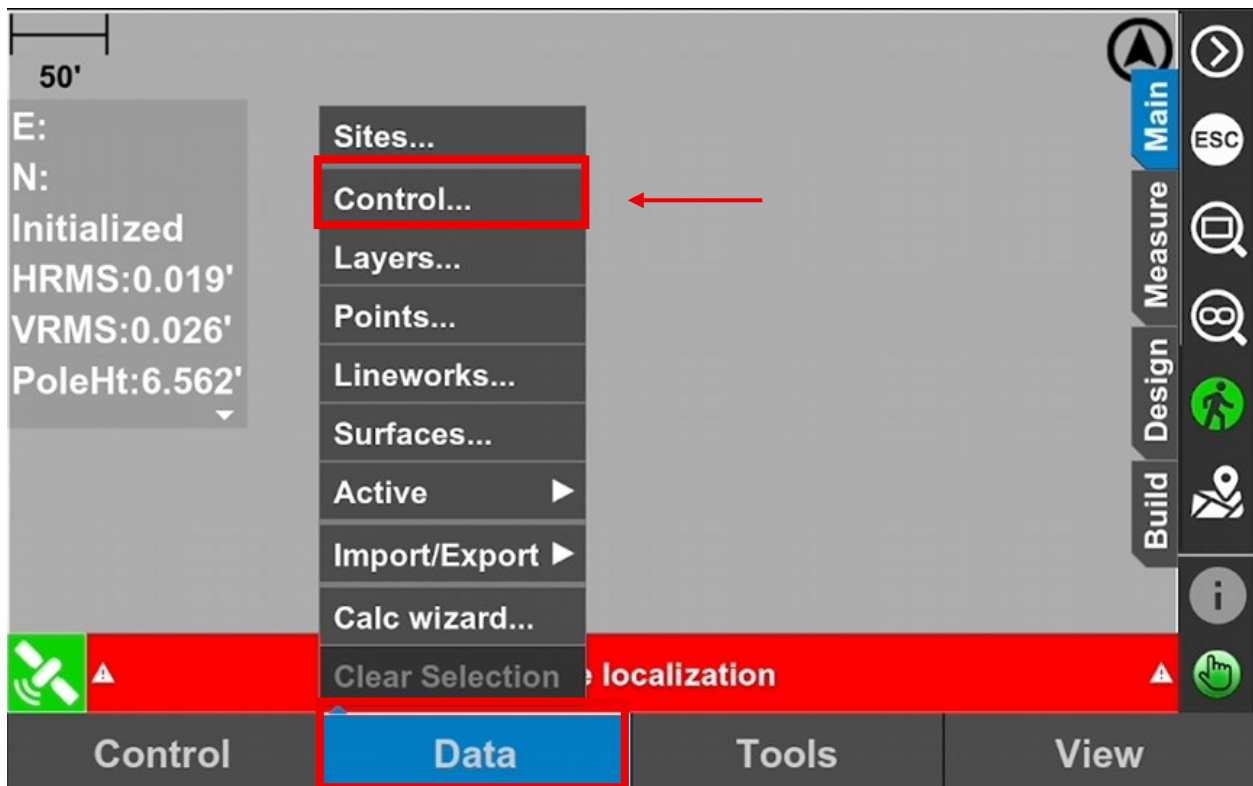 50'
E:
N:
Initialized
HRMS:0.019'
VRMS:0.026'
PoleHt:6.562'
Sites...
Control...
Layers...
Points...
Lineworks...
Surfaces...
Active
Import/Export
Calc wizard...
Clear Selection
localization
Main
Measure
Design
Build
ESC
i
Control
Data
Tools
View